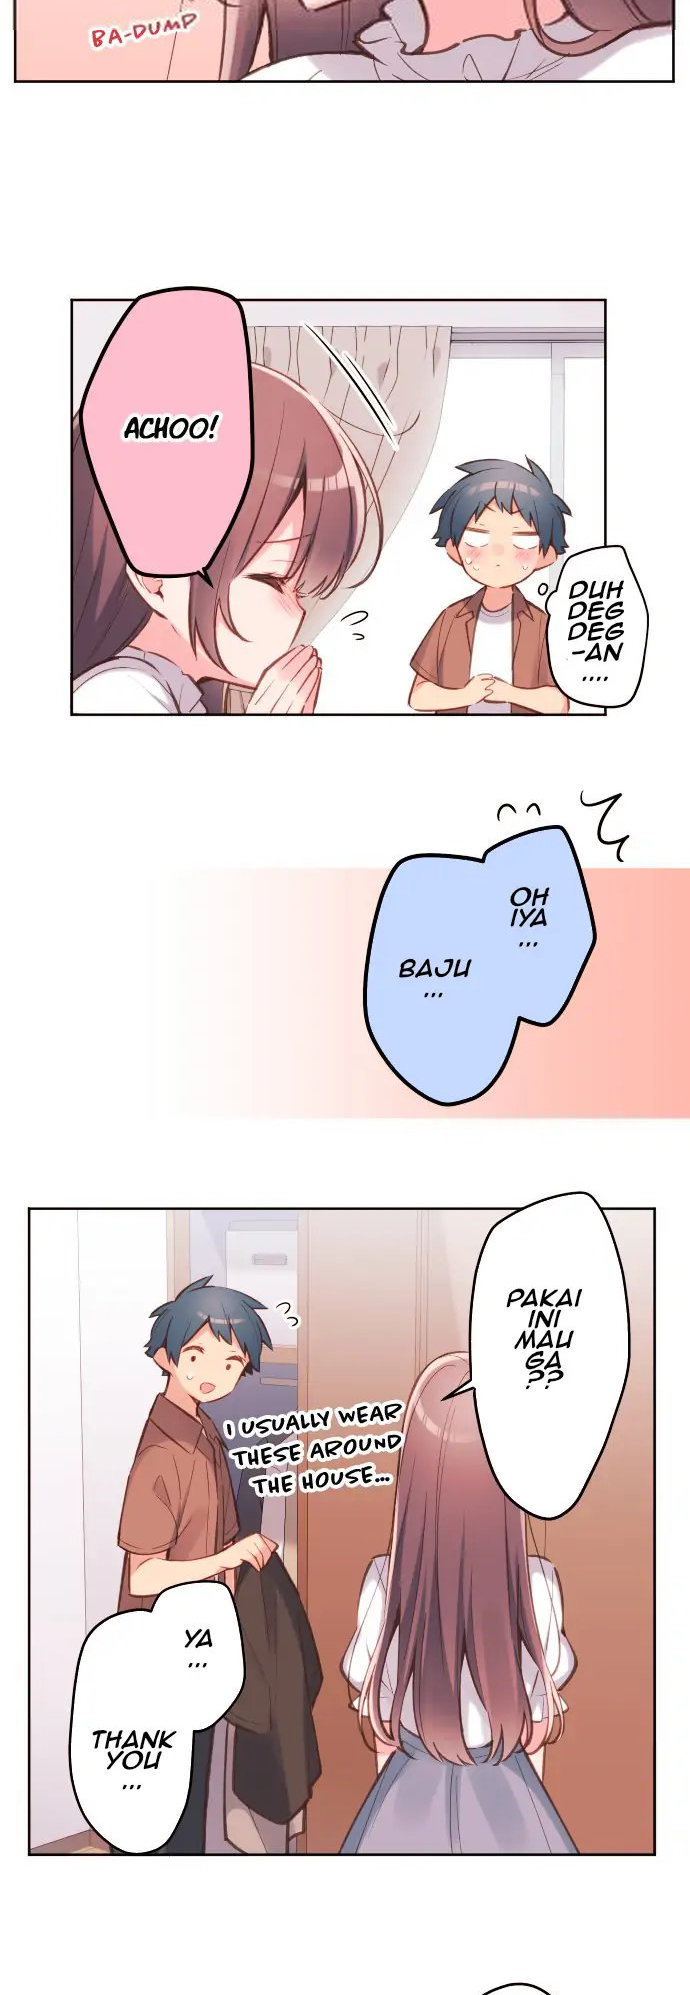 BA-DUMP
ACHOO!
DUH
DEG
DEG
-AN
....
OH
IYA
...
BAJU
...
PAKAI
INI
MAU
GA
??
I USUALLY WEAR
THESE AROUND
THE HOUSE...
YA
...
THANK
YOU
...